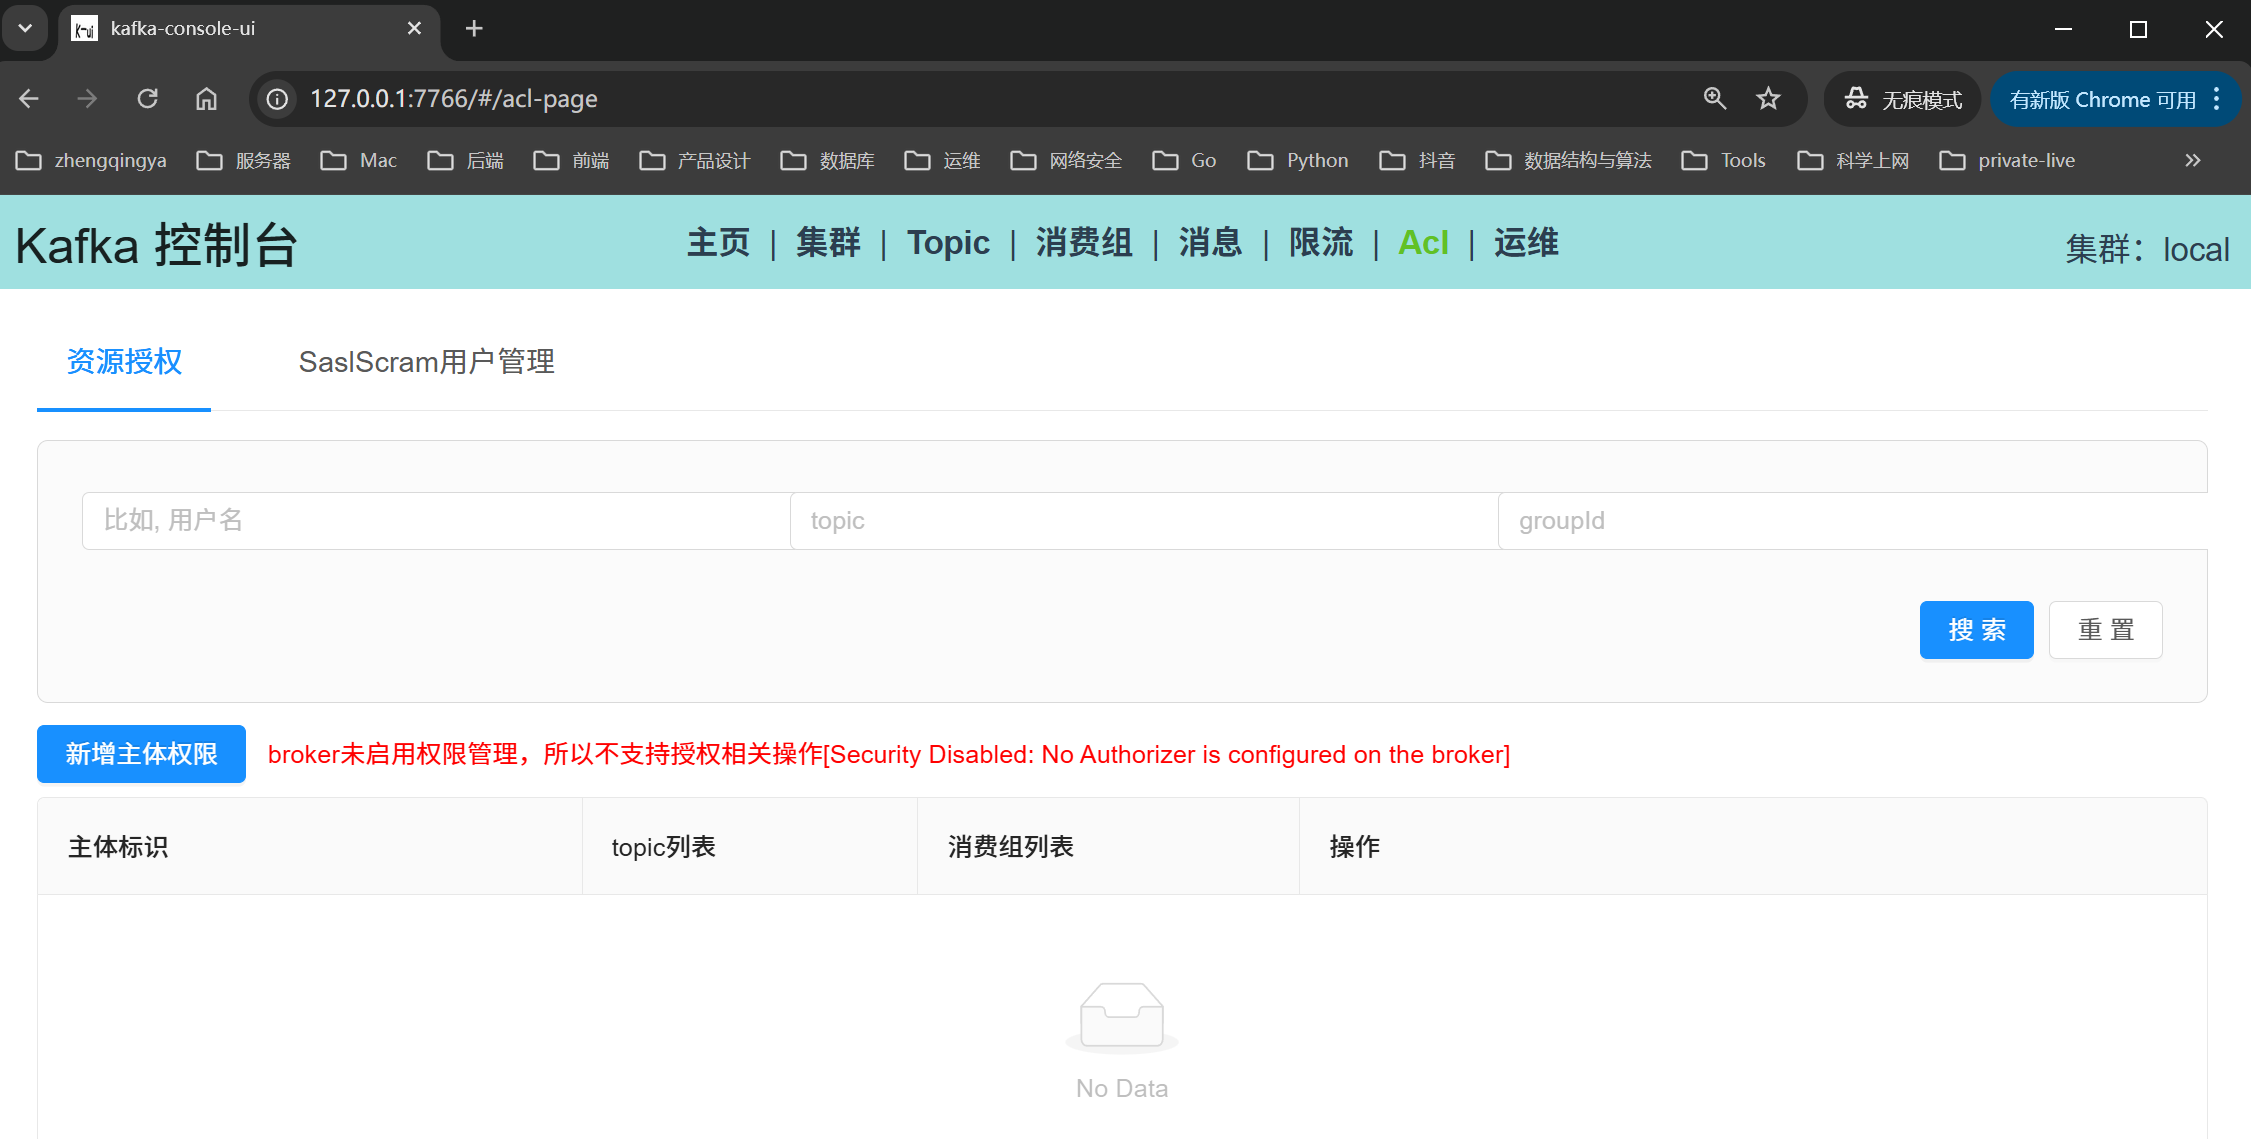 kafka-console-ui
127.0.0.1:7766/#/acl-page
无痕模式
有新版 Chrome 可用
zhengqingya 服务器 Mac 后端 前端 产品设计 数据库 运维 网络安全 Go Python 抖音 数据结构与算法 Tools 科学上网 private-live »
Kafka 控制台
主页 | 集群 | Topic | 消费组 | 消息 | 限流 | Acl | 运维
集群：local
资源授权 SaslScram用户管理
比如, 用户名 topic groupId
搜 索 重 置
新增主体权限 broker未启用权限管理，所以不支持授权相关操作[Security Disabled: No Authorizer is configured on the broker]
主体标识 topic列表 消费组列表 操作
No Data